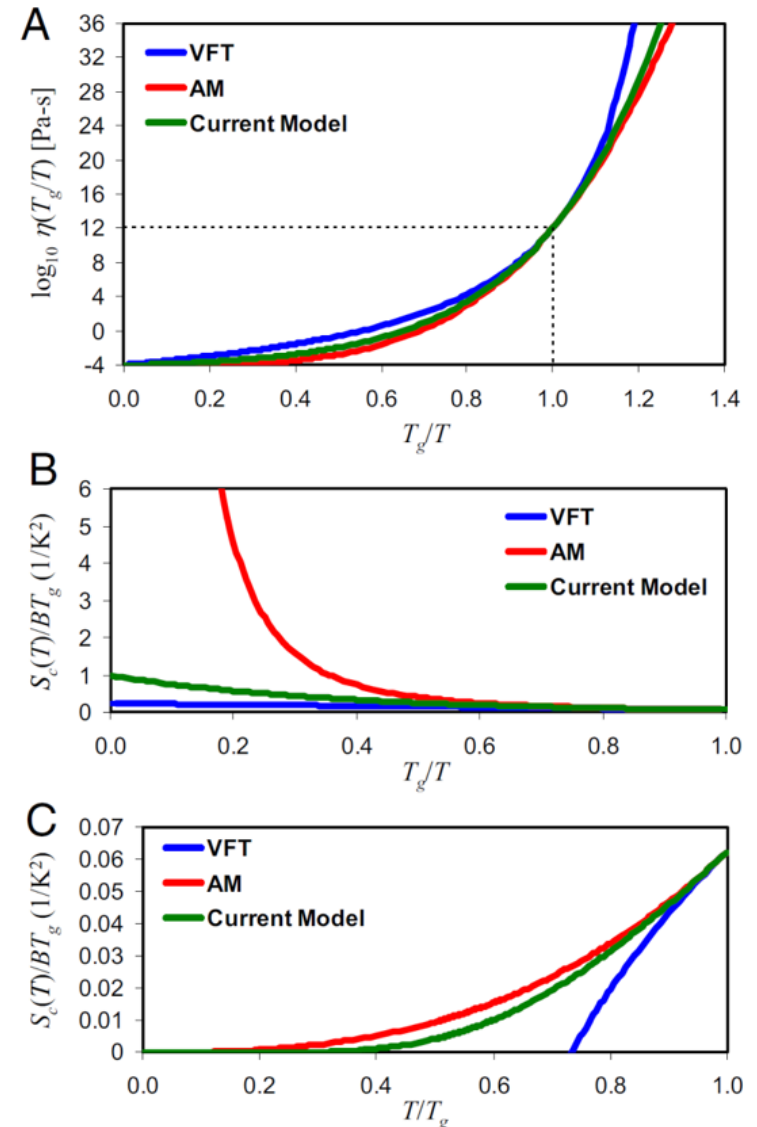 A
VFT
AM
Current Model
log₁₀ η(Tg/T) [Pa-s]
36
32
28
24
20
16
12
8
4
0
-4
0.0 0.2 0.4 0.6 0.8 1.0 1.2 1.4
Tg/T
B
VFT
AM
Current Model
Sc(T)/BTg (1/K²)
6
5
4
3
2
1
0
0.0 0.2 0.4 0.6 0.8 1.0
Tg/T
C
VFT
AM
Current Model
Sc(T)/BTg (1/K²)
0.07
0.06
0.05
0.04
0.03
0.02
0.01
0
0.0 0.2 0.4 0.6 0.8 1.0
T/Tg